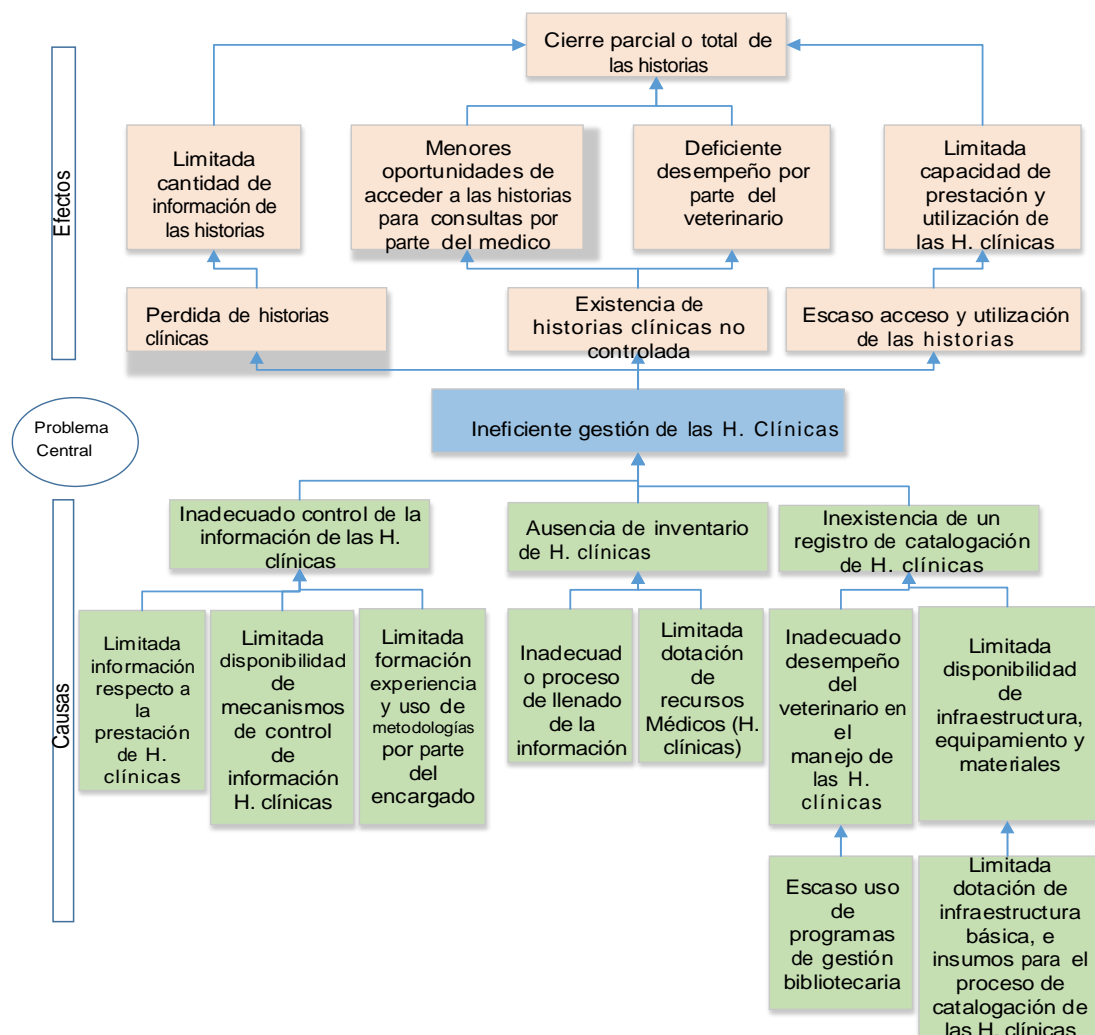 Cierre parcial o total de
las historias
Efectos
Limitada
cantidad de
información de
las historias
Menores
oportunidades de
acceder a las historias
para consultas por
parte del medico
Deficiente
desempeño por
parte del
veterinario
Limitada
capacidad de
prestación y
utilización de
las H. clínicas
Perdida de historias
clínicas
Existencia de
historias clínicas no
controlada
Escaso acceso y utilización
de las historias
Problema
Central
Ineficiente gestión de las H. Clínicas
Causas
Inadecuado control de la
información de las H.
clínicas
Ausencia de inventario
de H. clínicas
Inexistencia de un
registro de catalogación
de H. clínicas
Limitada
información
respecto a
la
prestación
de H.
clínicas
Limitada
disponibilidad
de
mecanismos
de control
de
información
H. clínicas
Limitada
formación
experiencia
y uso de
metodologías
por parte
del
encargado
Inadecuad
o proceso
de llenado
de la
información
Limitada
dotación
de
recursos
Médicos (H.
clínicas)
Inadecuado
desempeño
del
veterinario en
el
manejo de
las H.
clínicas
Limitada
disponibilidad
de
infraestructura,
equipamiento y
materiales
Escaso uso
de
programas
de gestión
bibliotecaria
Limitada
dotación de
infraestructura
básica, e
insumos para el
proceso de
catalogación de
las H. clínicas